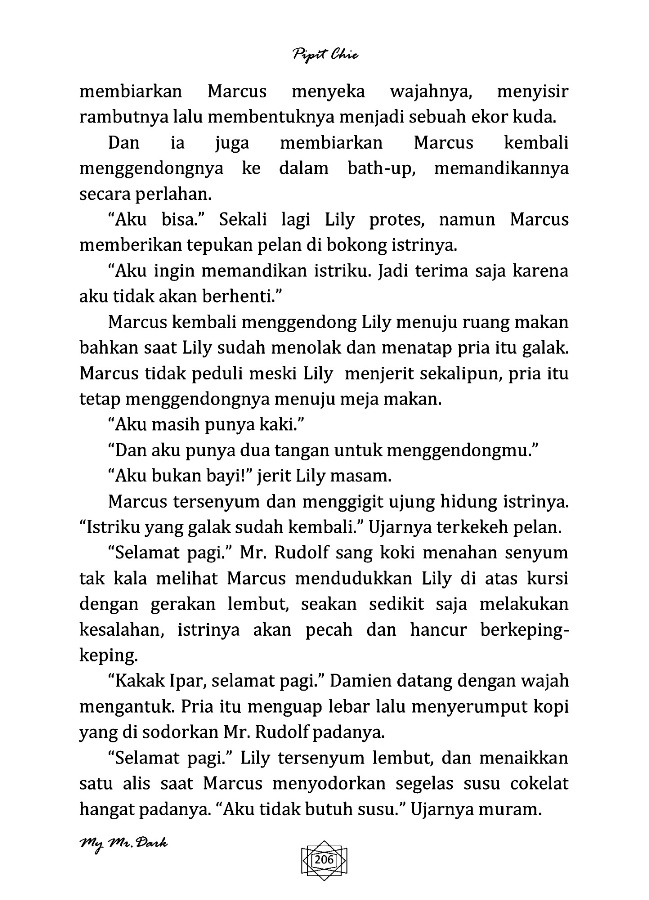 Pipit Chie
membiarkan Marcus menyeka wajahnya, menyisir
rambutnya lalu membentuknya menjadi sebuah ekor kuda.
Dan ia juga membiarkan Marcus kembali
menggendongnya ke dalam bath-up, memandikannya
secara perlahan.
“Aku bisa.” Sekali lagi Lily protes, namun Marcus
memberikan tepukan pelan di bokong istrinya.
“Aku ingin memandikan istriku. Jadi terima saja karena
aku tidak akan berhenti.”
Marcus kembali menggendong Lily menuju ruang makan
bahkan saat Lily sudah menolak dan menatap pria itu galak.
Marcus tidak peduli meski Lily  menjerit sekalipun, pria itu
tetap menggendongnya menuju meja makan.
“Aku masih punya kaki.”
“Dan aku punya dua tangan untuk menggendongmu.”
“Aku bukan bayi!” jerit Lily masam.
Marcus tersenyum dan menggigit ujung hidung istrinya.
“Istriku yang galak sudah kembali.” Ujarnya terkekeh pelan.
“Selamat pagi.” Mr. Rudolf sang koki menahan senyum
tak kala melihat Marcus mendudukkan Lily di atas kursi
dengan gerakan lembut, seakan sedikit saja melakukan
kesalahan, istrinya akan pecah dan hancur berkeping-
keping.
“Kakak Ipar, selamat pagi.” Damien datang dengan wajah
mengantuk. Pria itu menguap lebar lalu menyerumput kopi
yang di sodorkan Mr. Rudolf padanya.
“Selamat pagi.” Lily tersenyum lembut, dan menaikkan
satu alis saat Marcus menyodorkan segelas susu cokelat
hangat padanya. “Aku tidak butuh susu.” Ujarnya muram.
My Mr. Dark
206